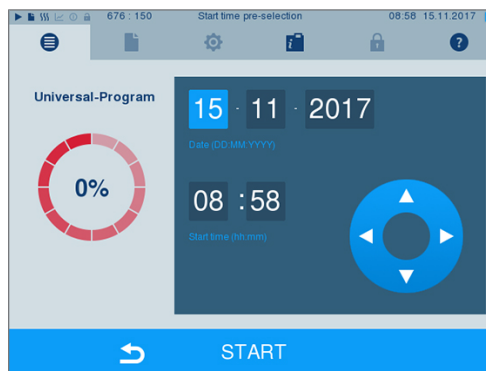 676 : 150 Start time pre-selection 08:58 15.11.2017
Universal-Program
15 . 11 . 2017
Date (DD:MM:YYYY)
0%
08 : 58
Start time (hh:mm)
START